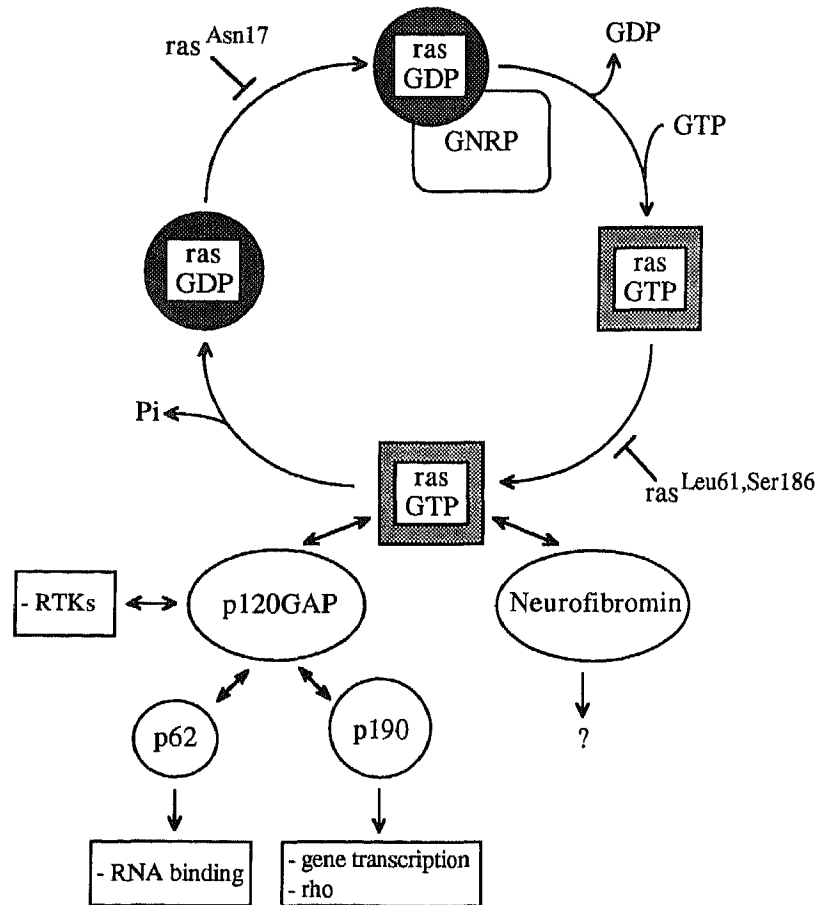 ras Asn17
ras
GDP
GDP
GNRP
GTP
ras
GDP
ras
GTP
Pi
ras
GTP
ras Leu61,Ser186
- RTKs
p120GAP
Neurofibromin
p62
p190
?
- RNA binding
- gene transcription
- rho